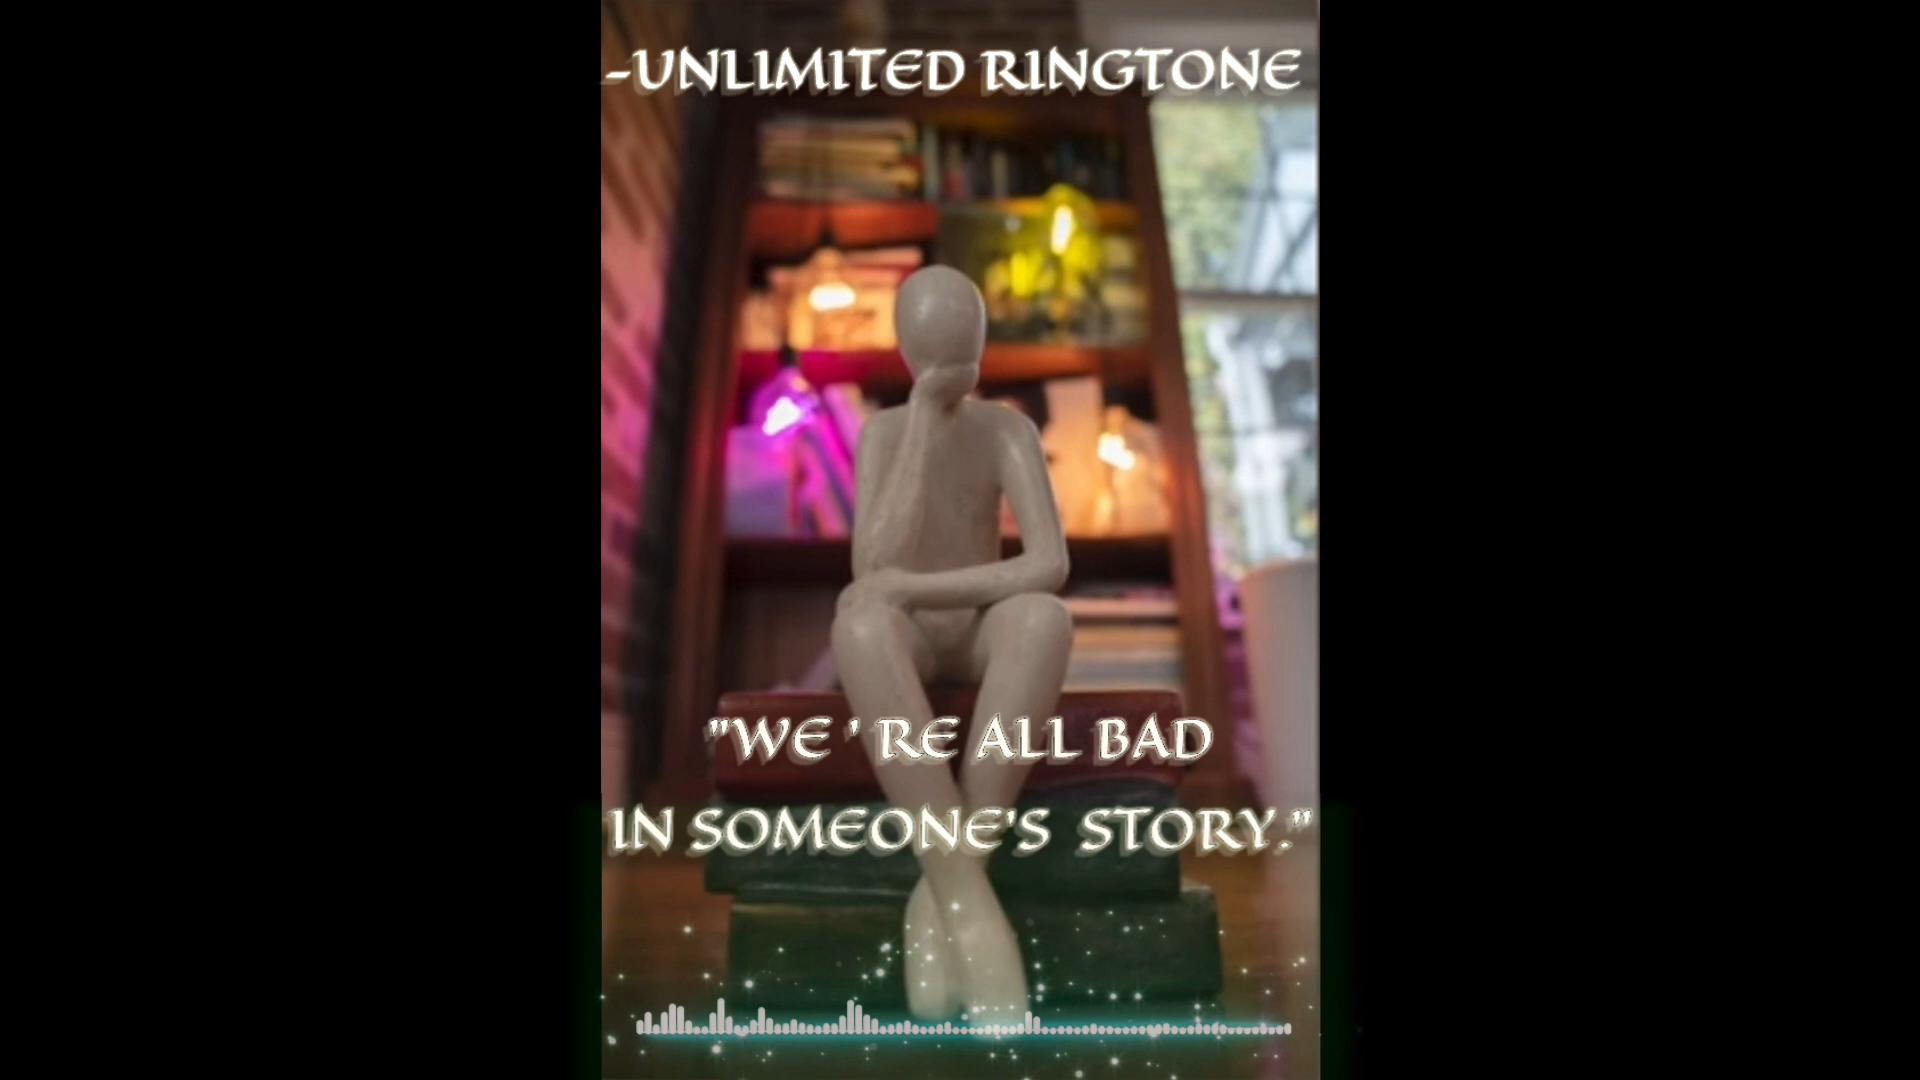 -UNLIMITED RINGTONE
"WE ' RE ALL BAD
IN SOMEONE'S  STORY."